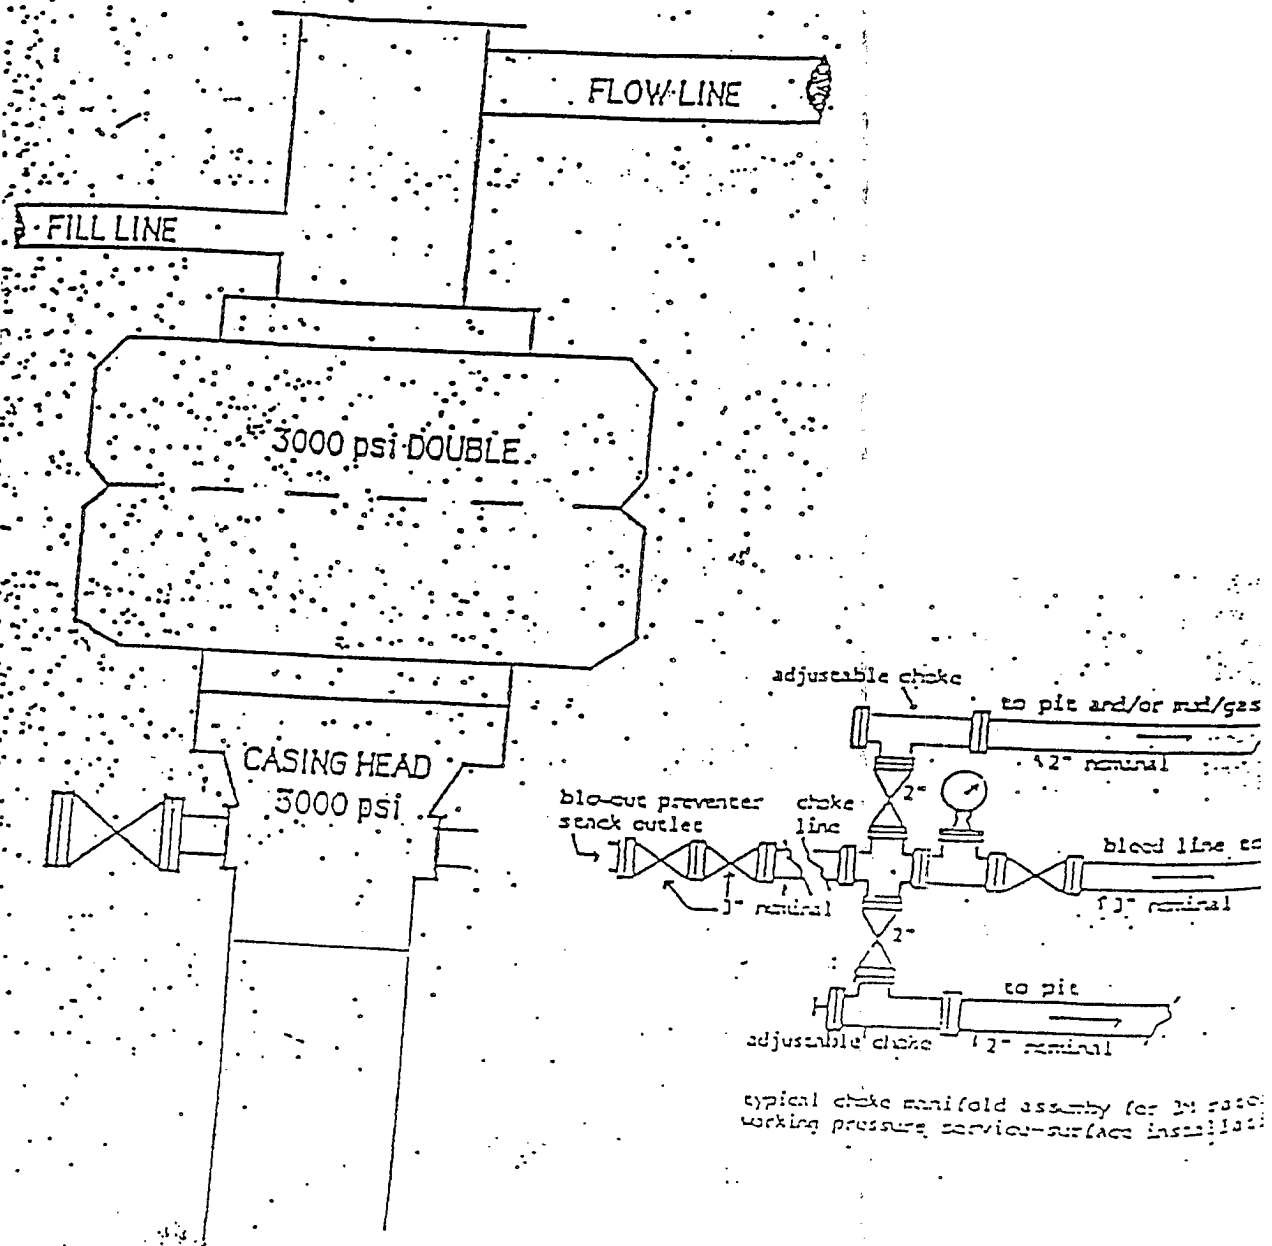 FLOW LINE
FILL LINE
3000 psi DOUBLE
CASING HEAD
3000 psi
adjustable choke
to pit and/or mud/gas
2" nominal
2"
blo-out preventer
stack outlet
choke
line
bleed line to
3" nominal
3" nominal
2"
to pit
adjustable choke
2" nominal
typical choke manifold assemby for
working pressure service-surface